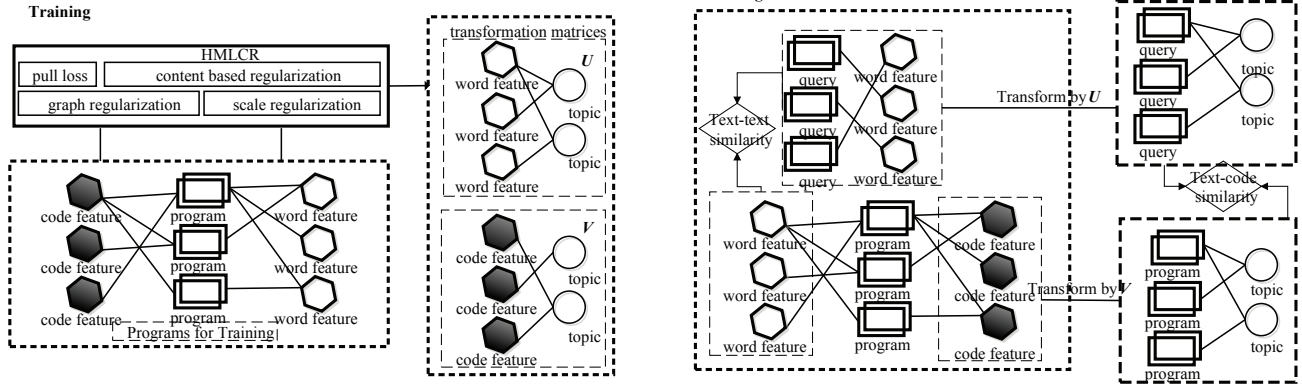 Training
HMLCR
pull loss
content based regularization
graph regularization
scale regularization
code feature
program
word feature
code feature
program
word feature
code feature
program
word feature
Programs for Training
transformation matrices
U
word feature
topic
word feature
topic
word feature
V
code feature
topic
code feature
topic
code feature
query
word feature
query
word feature
query
word feature
Text-text
similarity
word feature
program
code feature
word feature
program
code feature
word feature
program
code feature
Transform by U
Transform by V
query
topic
query
topic
query
Text-code
similarity
program
topic
program
topic
program